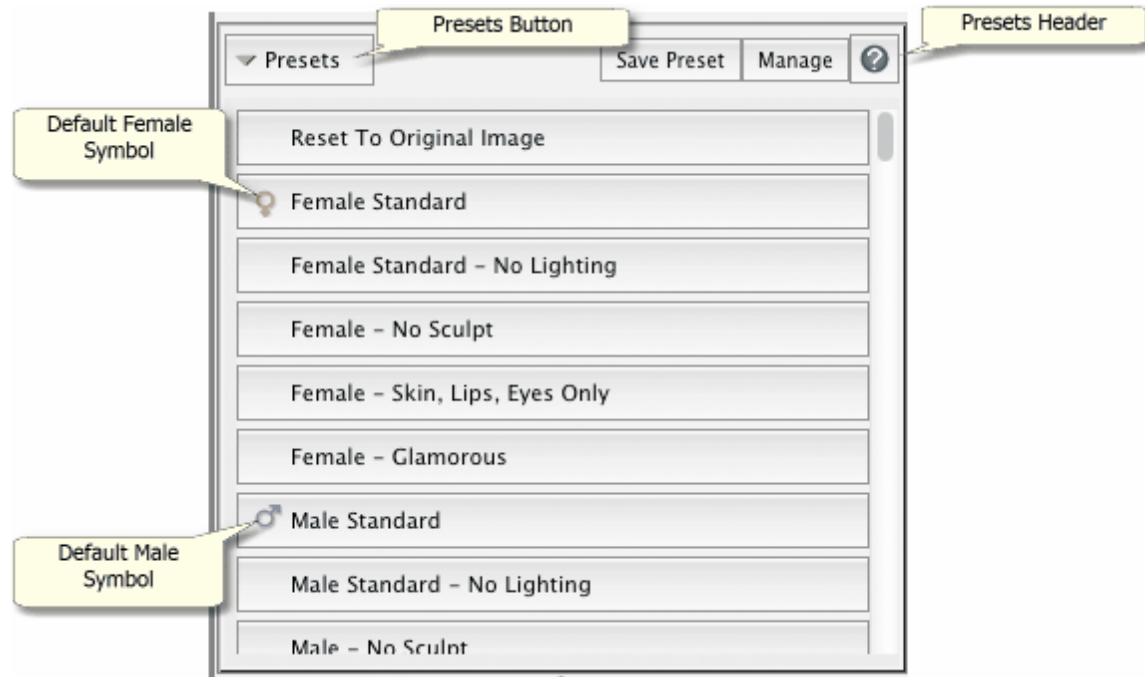 Presets Button
Presets Header
Presets
Save Preset
Manage
?
Default Female
Symbol
Reset To Original Image
Female Standard
Female Standard – No Lighting
Female – No Sculpt
Female – Skin, Lips, Eyes Only
Female – Glamorous
Male Standard
Default Male
Symbol
Male Standard – No Lighting
Male – No Sculpt